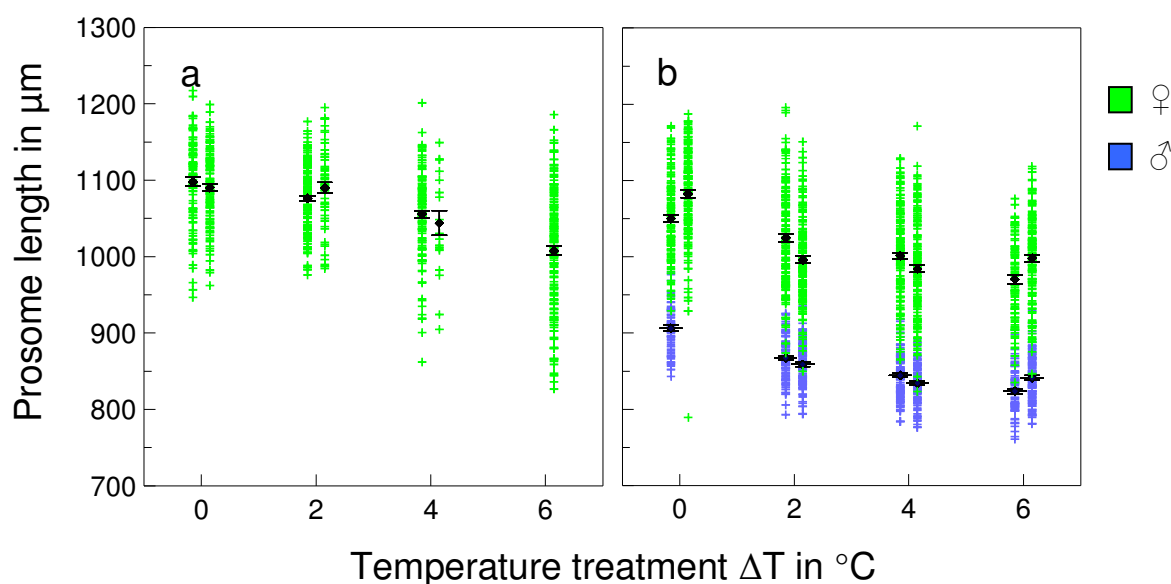 Prosome length in µm
1300
1200
1100
1000
900
800
700
a
b
♀
♂
0 2 4 6
0 2 4 6
Temperature treatment ΔT in °C